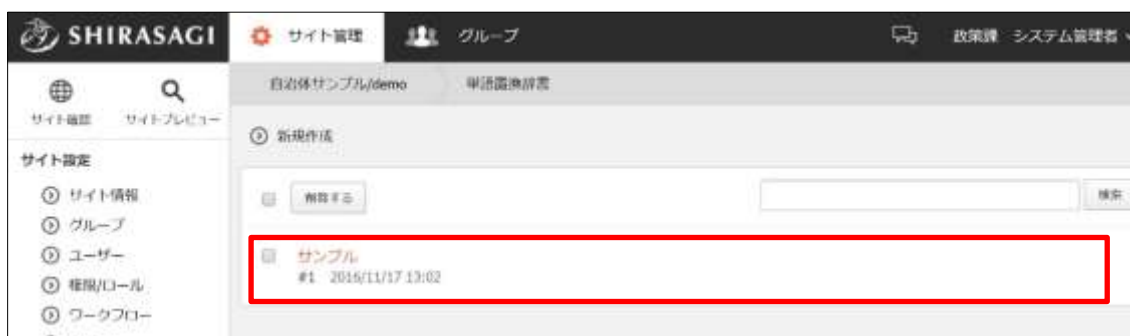 SHIRASAGI
サイト管理
グループ
政策課 システム管理者
自治体サンプル/demo
単語置換辞書
サイト確認
サイトプレビュー
新規作成
サイト設定
サイト情報
削除する
検索
グループ
ユーザー
サンプル
#1 2016/11/17 13:02
権限/ロール
ワークフロー